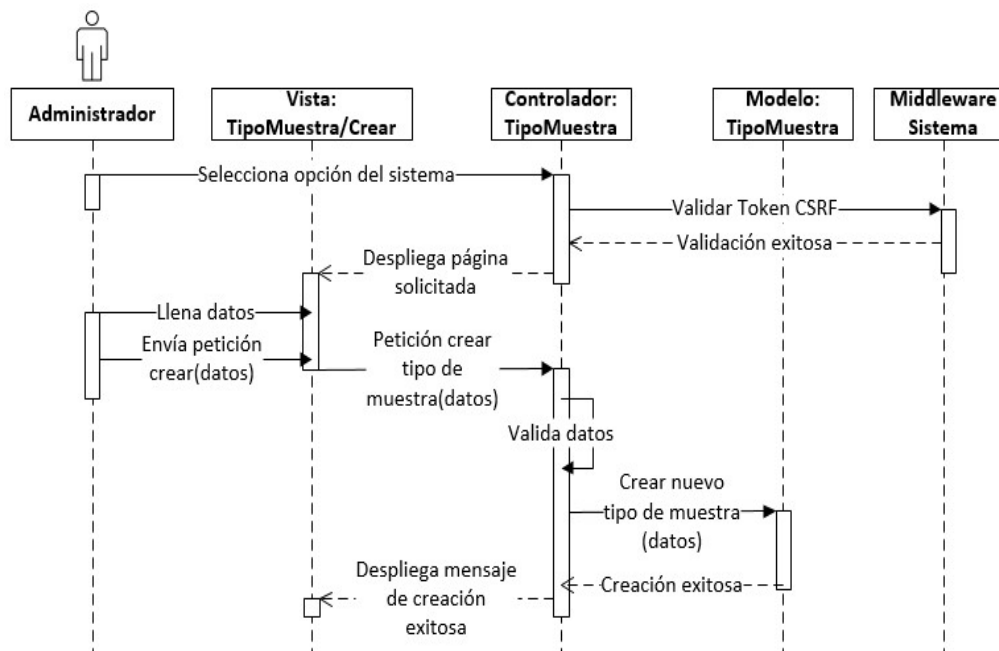 Administrador
Vista:
TipoMuestra/Crear
Controlador:
TipoMuestra
Modelo:
TipoMuestra
Middleware
Sistema
Selecciona opción del sistema
Validar Token CSRF
Validación exitosa
Despliega página
solicitada
Llena datos
Envía petición
crear(datos)
Petición crear
tipo de
muestra(datos)
Valida datos
Crear nuevo
tipo de muestra
(datos)
Creación exitosa
Despliega mensaje
de creación
exitosa